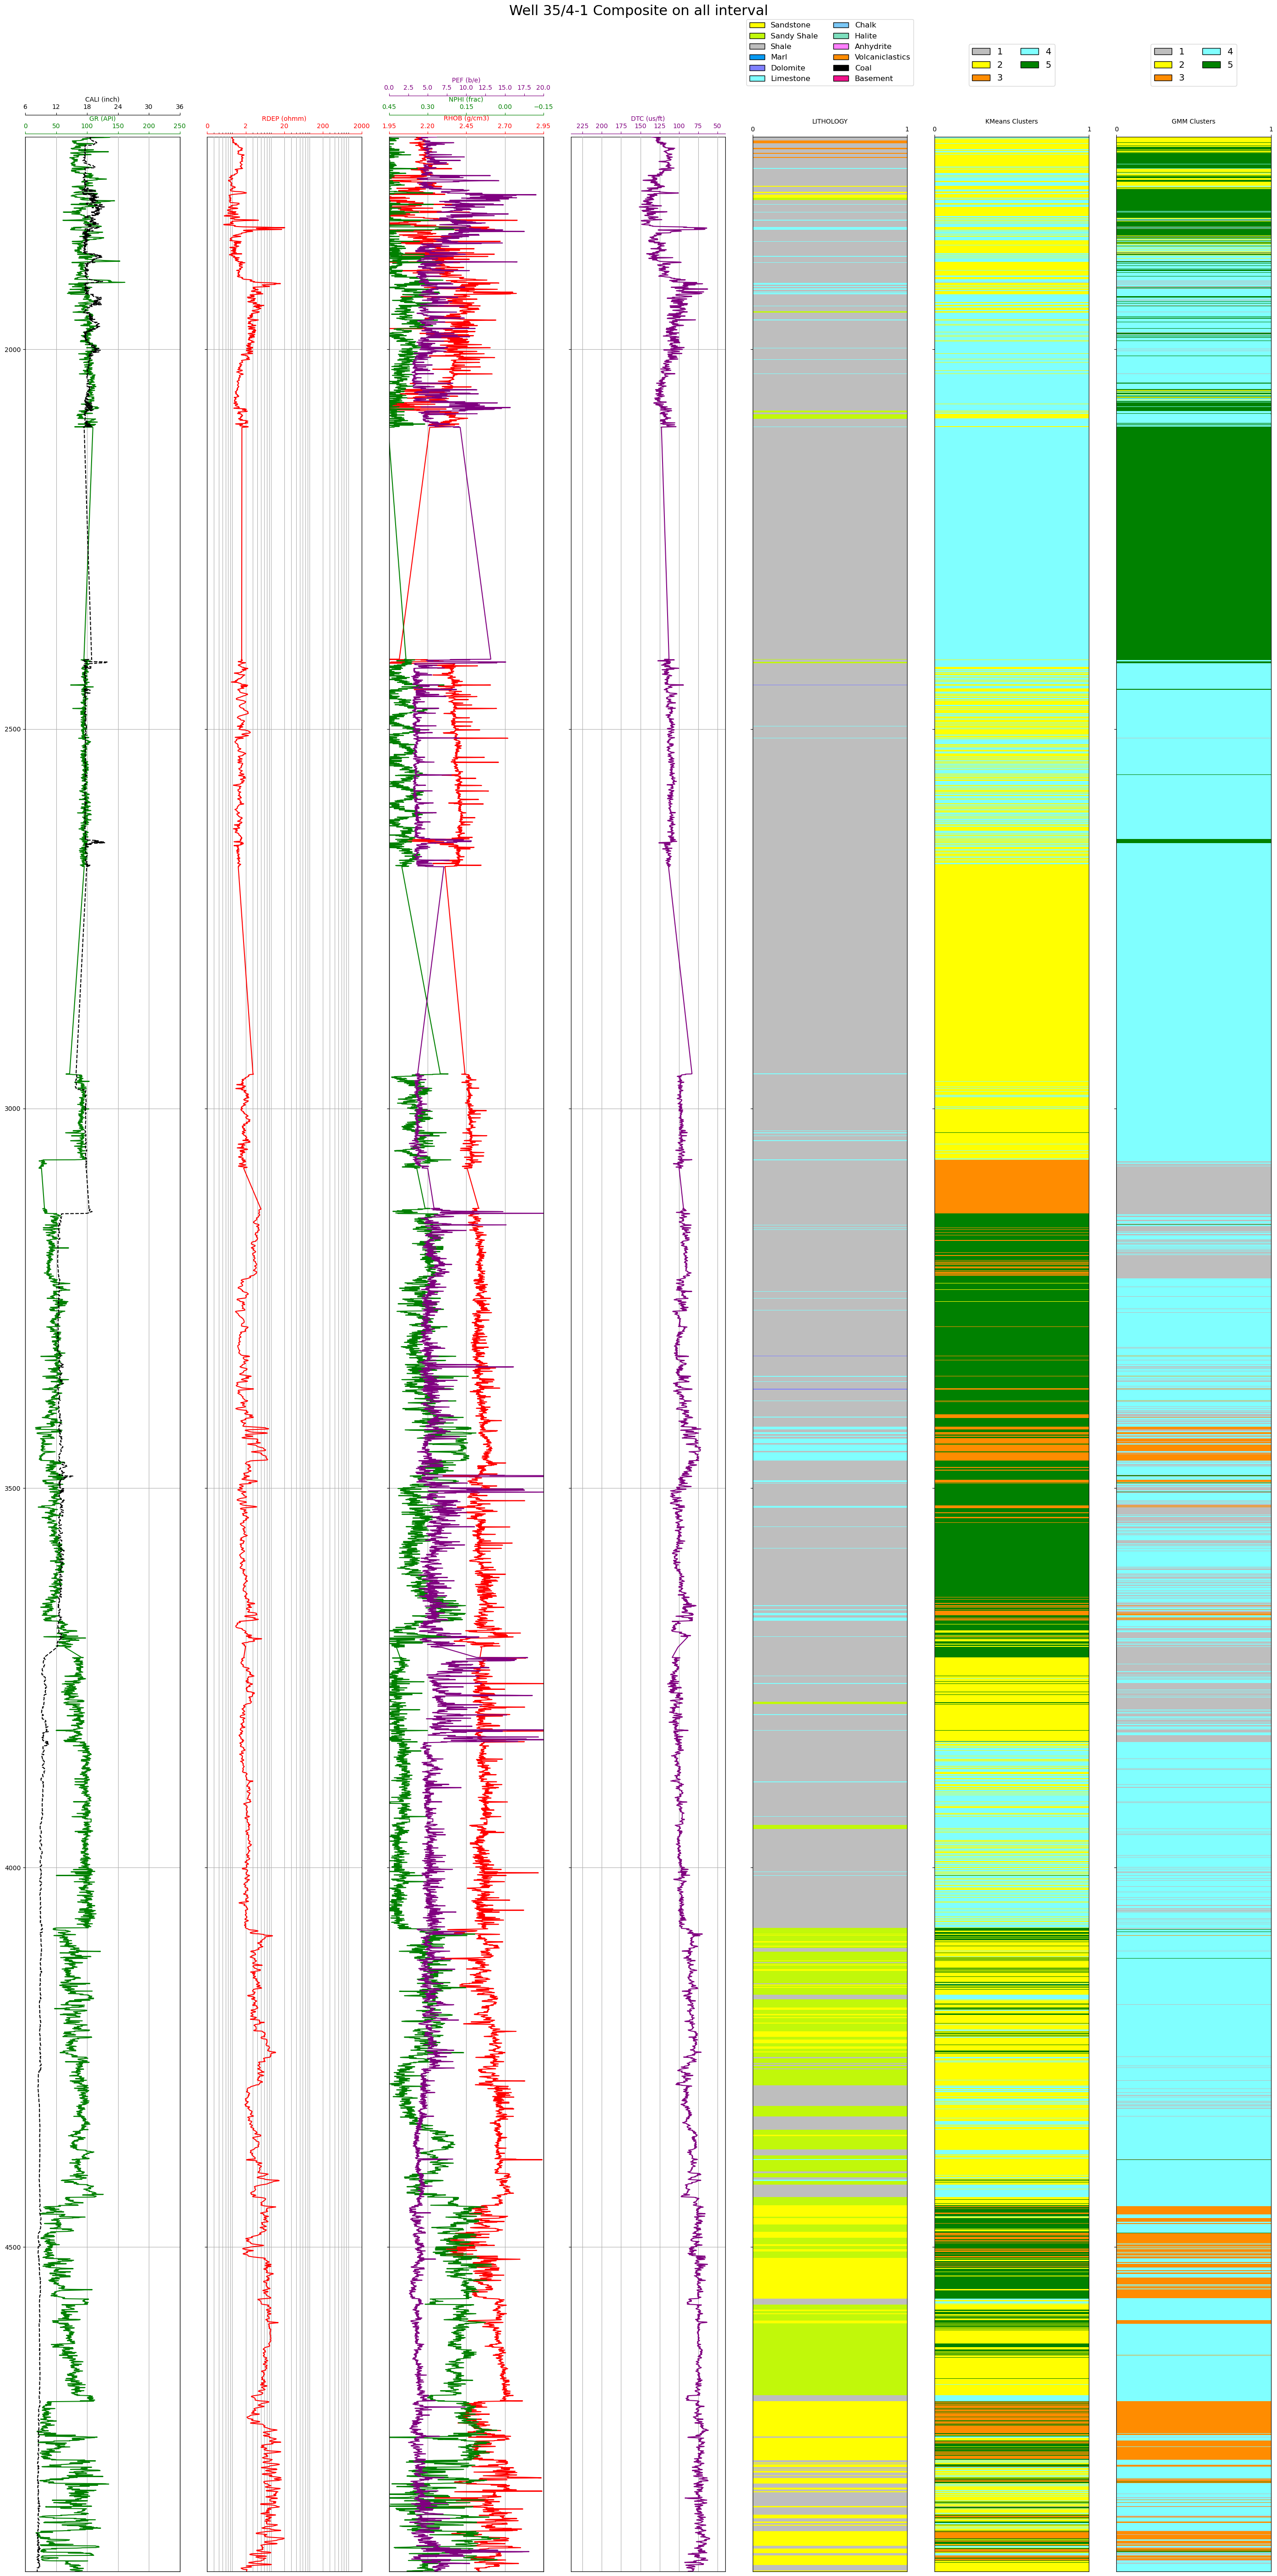 Well 35/4-1 Composite on all interval
Sandstone Chalk
Sandy Shale Halite
Shale Anhydrite
Marl Volcaniclastics
Dolomite Coal
Limestone Basement
1 4
2 5
3
1 4
2 5
3
PEF (b/e)
0.0 2.5 5.0 7.5 10.0 12.5 15.0 17.5 20.0
CALI (inch)
6 12 18 24 30 36
NPHI (frac)
0.45 0.30 0.15 0.00 −0.15
GR (API)
0 50 100 150 200 250
RDEP (ohmm)
0 2 20 200 2000
RHOB (g/cm3)
1.95 2.20 2.45 2.70 2.95
DTC (us/ft)
225 200 175 150 125 100 75 50
LITHOLOGY
0 1
KMeans Clusters
0 1
GMM Clusters
0 1
2000
2500
3000
3500
4000
4500